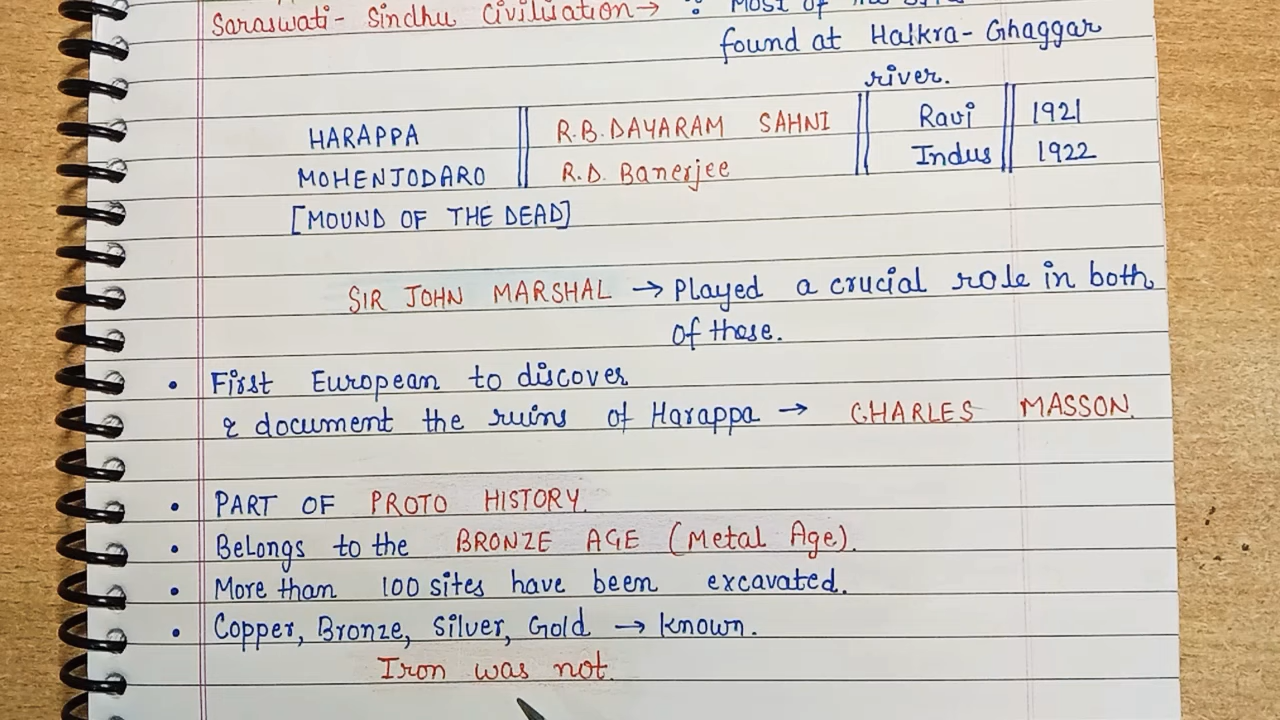 Saraswati- Sindhu Civilisation→ ∵ Most of
found at Halkra- Ghaggar
river.
HARAPPA R.B. DAYARAM SAHNI Ravi 1921
MOHENJODARO R.D. Banerjee Indus 1922
[MOUND OF THE DEAD]
SIR JOHN MARSHAL → Played a crucial role in both
of these.
• First European to discover
& document the ruins of Harappa → CHARLES MASSON.
• PART OF PROTO HISTORY.
• Belongs to the BRONZE AGE (Metal Age).
• More than 100 sites have been excavated.
• Copper, Bronze, Silver, Gold → known.
Iron was not.